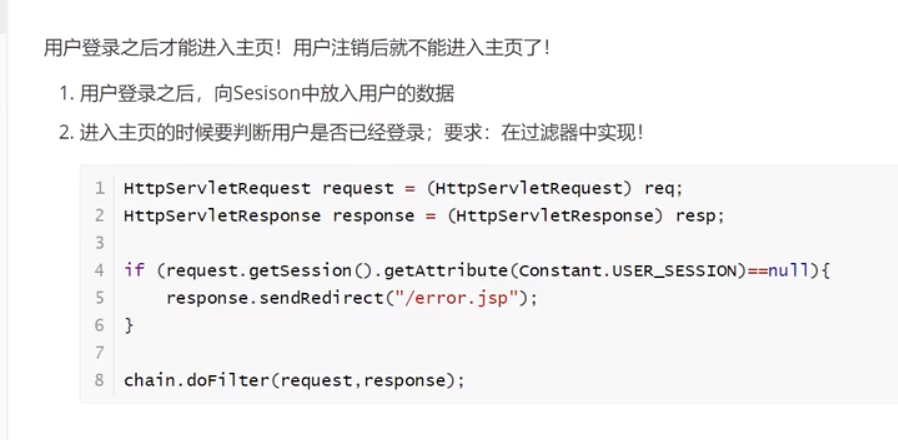 用户登录之后才能进入主页！用户注销后就不能进入主页了！
1. 用户登录之后，向Sesison中放入用户的数据
2. 进入主页的时候要判断用户是否已经登录；要求：在过滤器中实现！
1 HttpServletRequest request = (HttpServletRequest) req;
2 HttpServletResponse response = (HttpServletResponse) resp;
3
4 if (request.getSession().getAttribute(Constant.USER_SESSION)==null){
5     response.sendRedirect("/error.jsp");
6 }
7
8 chain.doFilter(request,response);